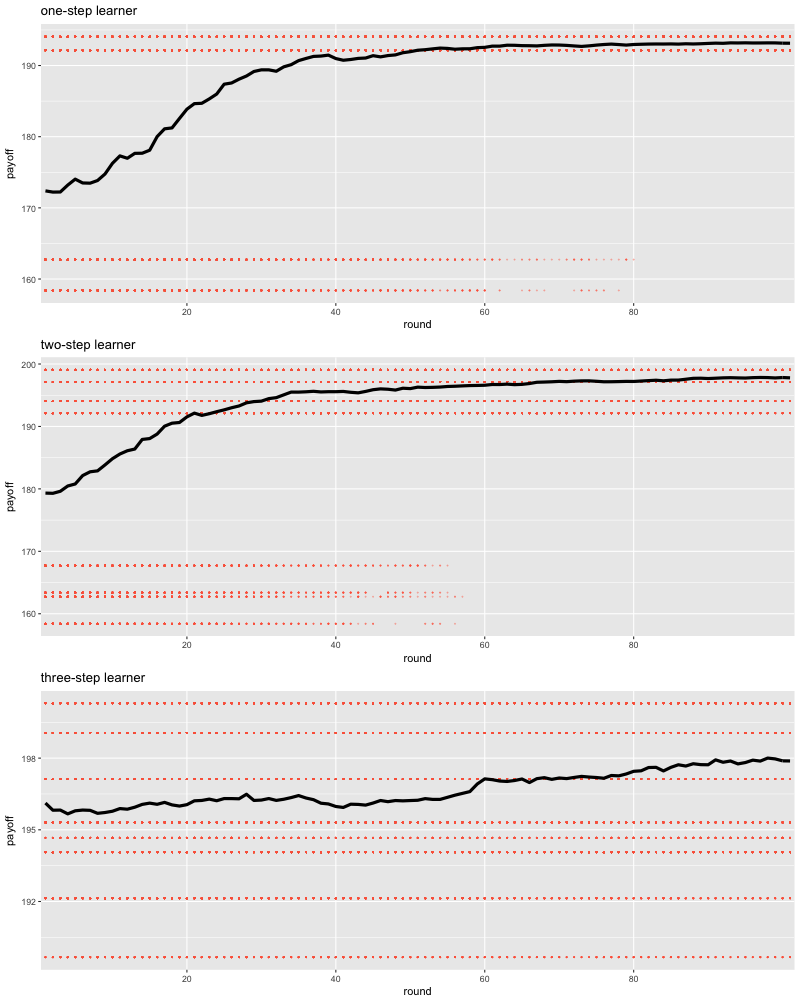 one-step learner
190
180
170
160
payoff
20 40 60 80
round
two-step learner
200
190
180
170
160
payoff
20 40 60 80
round
three-step learner
198
195
192
payoff
20 40 60 80
round